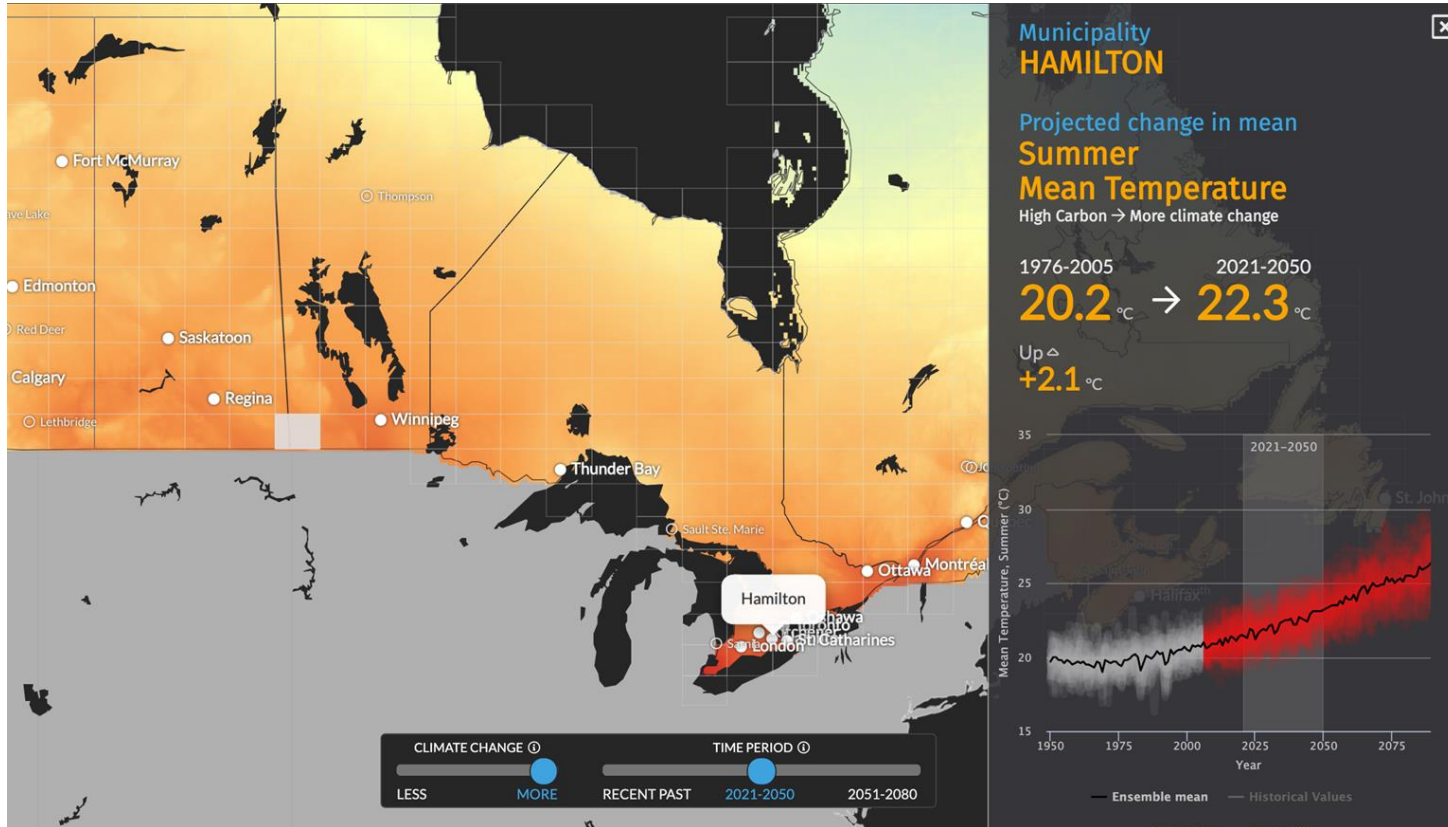 Fort McMurray
Thompson
ave Lake
Edmonton
Red Deer
Saskatoon
Calgary
Regina
Lethbridge
Winnipeg
Thunder Bay
Sault Ste. Marie
Ottawa
Montréa
Hamilton
London
St. Catharines
CLIMATE CHANGE ⓘ
LESS
MORE
TIME PERIOD ⓘ
RECENT PAST
2021-2050
2051-2080
Municipality
HAMILTON
Projected change in mean
Summer
Mean Temperature
High Carbon → More climate change
1976-2005
2021-2050
20.2 °C → 22.3 °C
Up
+2.1 °C
2021-2050
Mean Temperature, Summer (°C)
35
30
25
20
15
St. John
Halifax
1950
1975
2000
2025
2050
2075
Year
Ensemble mean
Historical Values